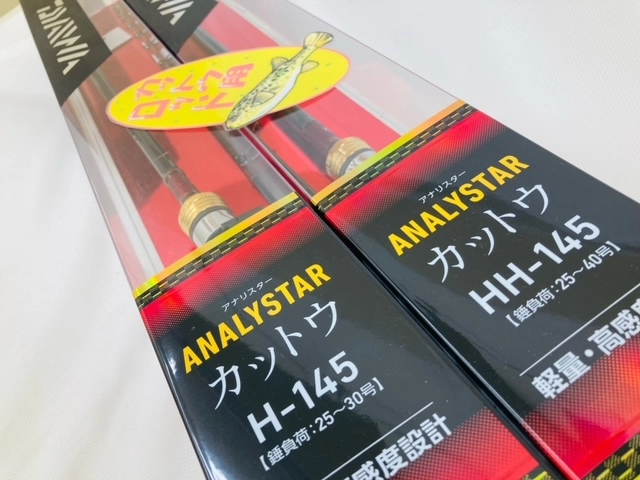 DAIWA
カットウ専用
ロッド
アナリスター
ANALYSTAR
カットウ
H-145
[錘負荷:25〜30号]
感度設計
アナリスター
ANALYSTAR
カットウ
HH-145
[錘負荷:25〜40号]
軽量・高感